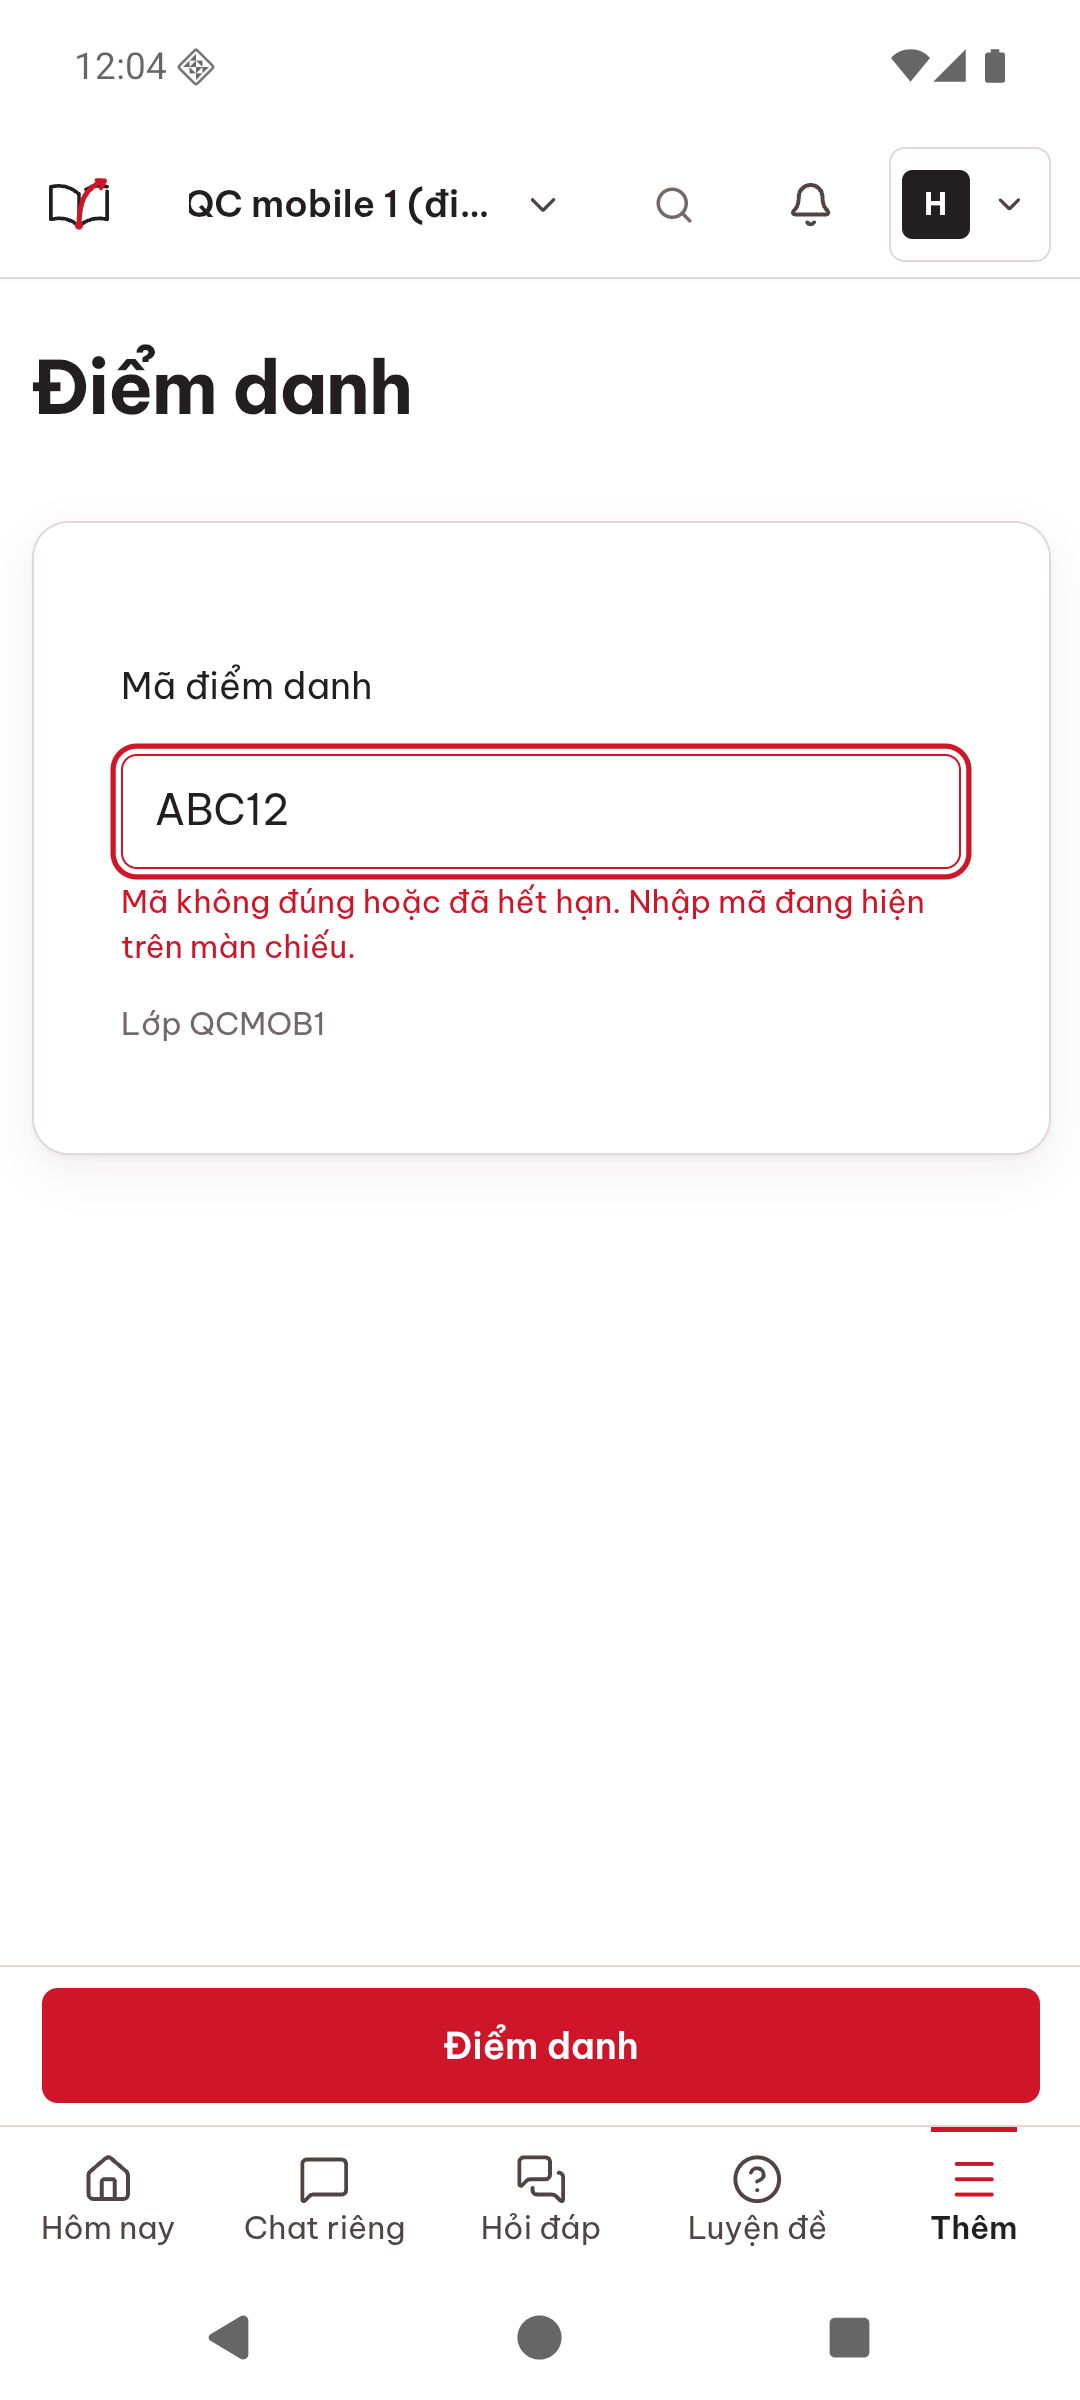 12:04
QC mobile 1 (đi...
H
Điểm danh
Mã điểm danh
ABC12
Mã không đúng hoặc đã hết hạn. Nhập mã đang hiện
trên màn chiếu.
Lớp QCMOB1
Điểm danh
Hôm nay
Chat riêng
Hỏi đáp
Luyện đề
Thêm